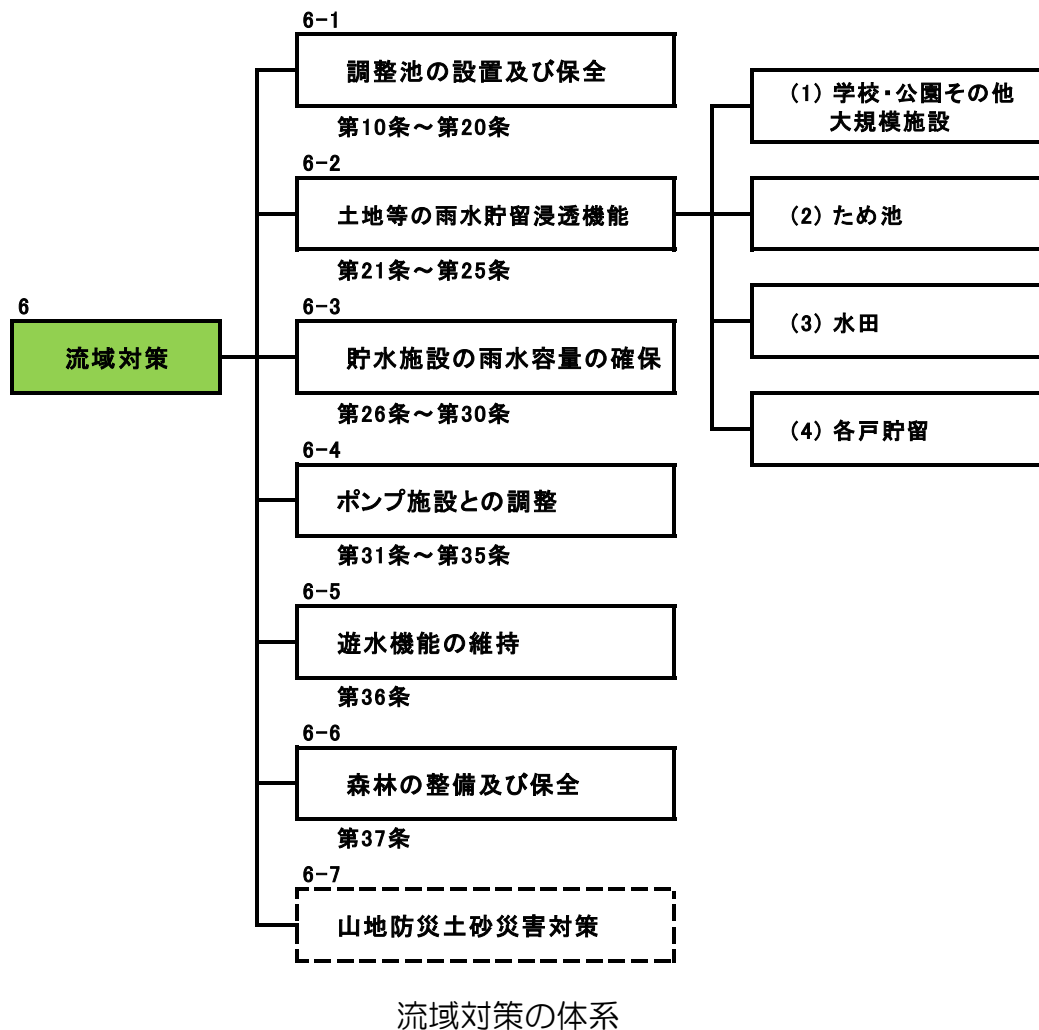 6
流域対策
6-1
調整池の設置及び保全
第10条～第20条
6-2
土地等の雨水貯留浸透機能
第21条～第25条
(1) 学校・公園その他
大規模施設
(2) ため池
(3) 水田
(4) 各戸貯留
6-3
貯水施設の雨水容量の確保
第26条～第30条
6-4
ポンプ施設との調整
第31条～第35条
6-5
遊水機能の維持
第36条
6-6
森林の整備及び保全
第37条
6-7
山地防災土砂災害対策
流域対策の体系